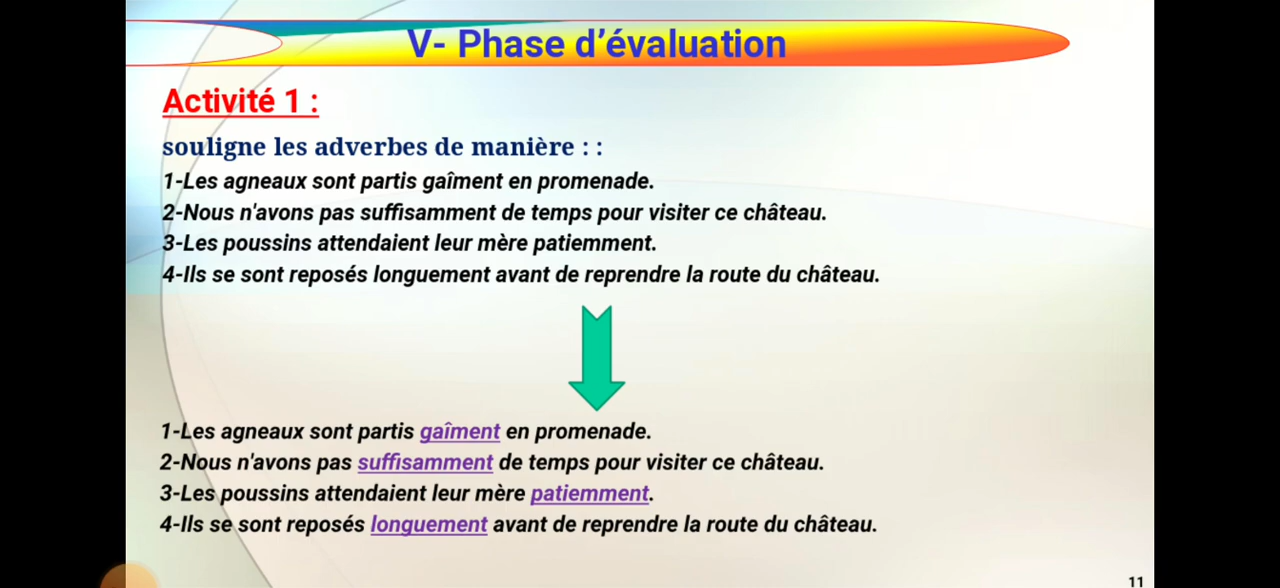 V- Phase d’évaluation
Activité 1 :
souligne les adverbes de manière : :
1-Les agneaux sont partis gaîment en promenade.
2-Nous n'avons pas suffisamment de temps pour visiter ce château.
3-Les poussins attendaient leur mère patiemment.
4-Ils se sont reposés longuement avant de reprendre la route du château.
1-Les agneaux sont partis gaîment en promenade.
2-Nous n'avons pas suffisamment de temps pour visiter ce château.
3-Les poussins attendaient leur mère patiemment.
4-Ils se sont reposés longuement avant de reprendre la route du château.
11